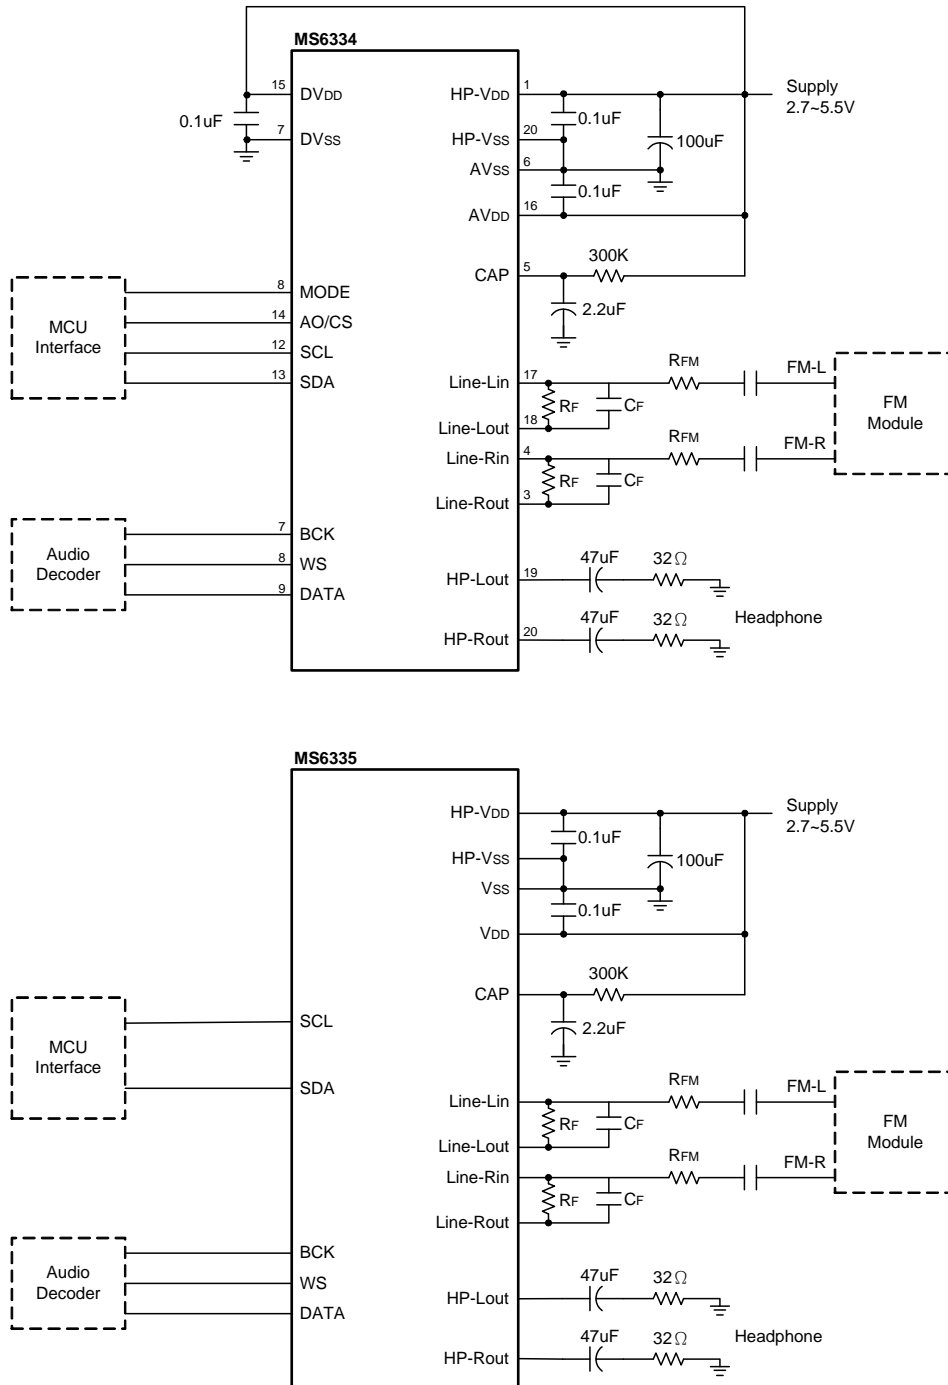 MS6334
15 DVDD
0.1uF
7 DVSS
HP-VDD 1
Supply
2.7~5.5V
0.1uF
HP-VSS 20
100uF
AVSS 6
0.1uF
AVDD 16
300K
CAP 5
2.2uF
MCU
Interface
8 MODE
14 AO/CS
12 SCL
13 SDA
Line-Lin 17
RFM
FM-L
RF
CF
Line-Lout 18
Line-Rin 4
RFM
FM-R
RF
CF
Line-Rout 3
FM
Module
Audio
Decoder
7 BCK
8 WS
9 DATA
47uF
32Ω
HP-Lout 19
47uF
32Ω
Headphone
HP-Rout 20
MS6335
HP-VDD
Supply
2.7~5.5V
0.1uF
HP-VSS
100uF
VSS
0.1uF
VDD
300K
CAP
2.2uF
MCU
Interface
SCL
SDA
Line-Lin
RFM
FM-L
RF
CF
Line-Lout
Line-Rin
RFM
FM-R
RF
CF
Line-Rout
FM
Module
Audio
Decoder
BCK
WS
DATA
47uF
32Ω
HP-Lout
47uF
32Ω
Headphone
HP-Rout